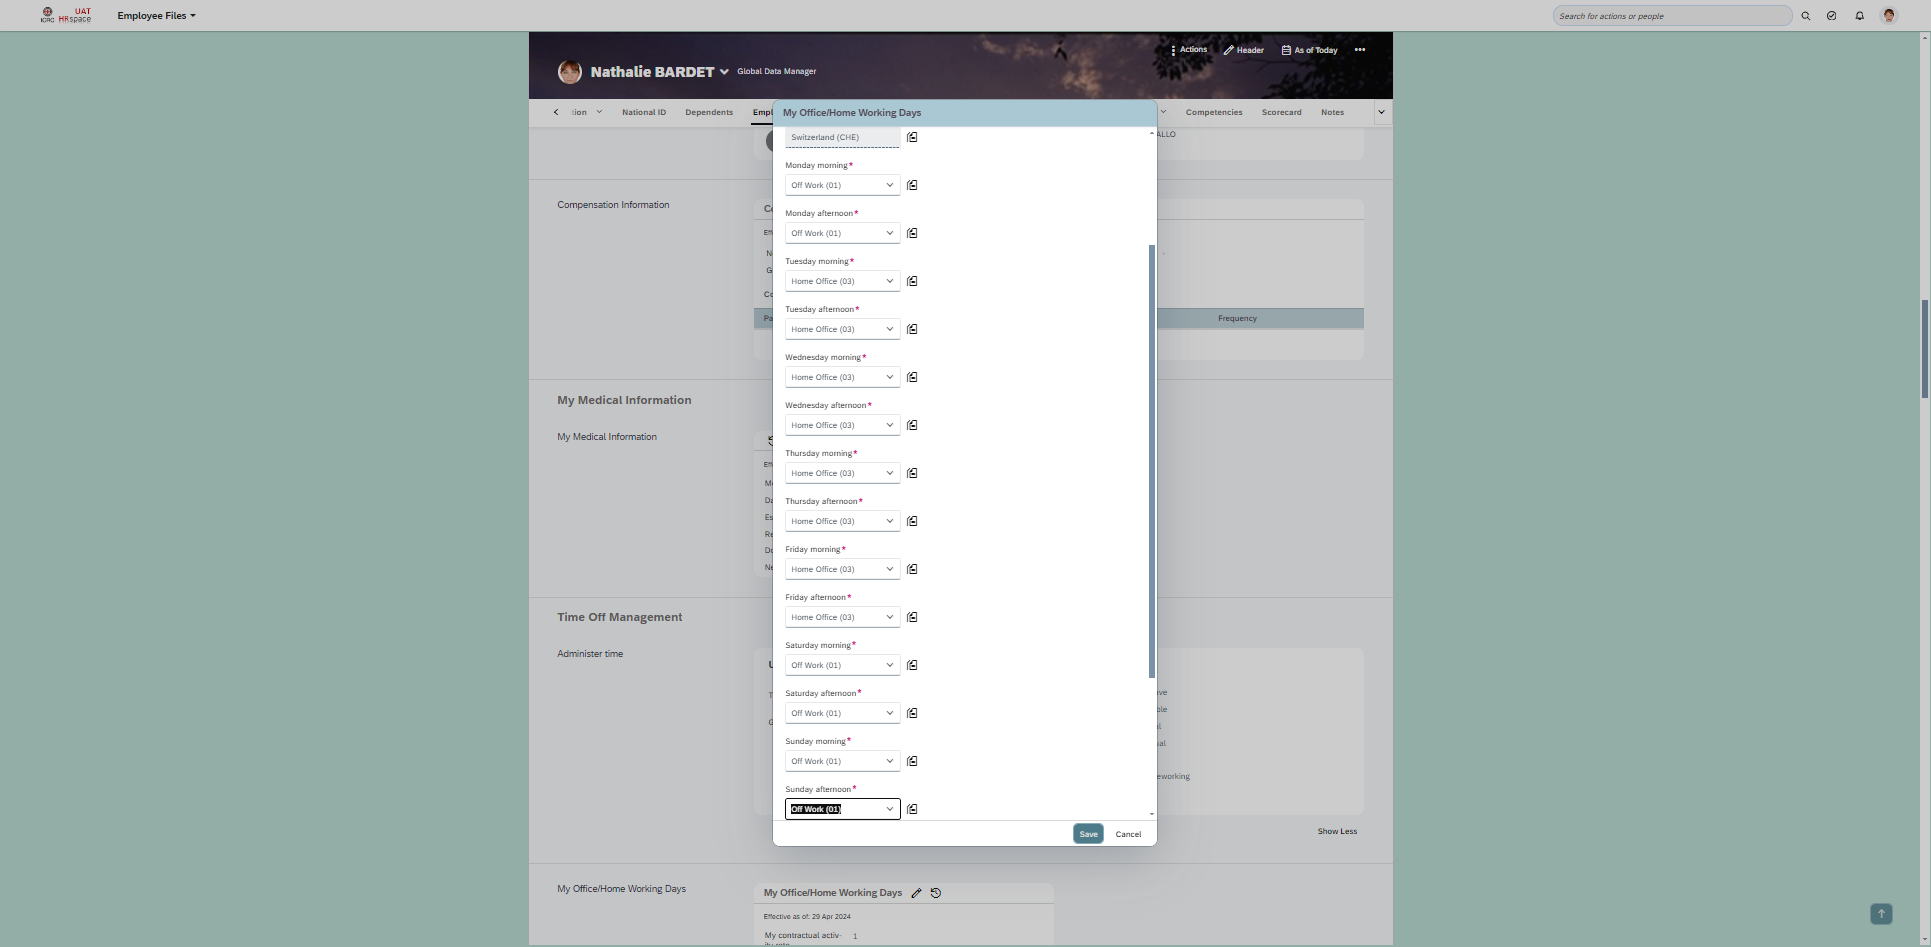 ICRC
UAT
HRspace
Employee Files
Search for actions or people
Actions
Header
As of Today
Nathalie BARDET
Global Data Manager
National ID
Dependents
Competencies
Scorecard
Notes
My Office/Home Working Days
Switzerland (CHE)
ALLO
Monday morning*
Off Work (01)
Compensation Information
Monday afternoon*
Off Work (01)
Tuesday morning*
Home Office (03)
Tuesday afternoon*
Home Office (03)
Frequency
Wednesday morning*
Home Office (03)
My Medical Information
Wednesday afternoon*
Home Office (03)
My Medical Information
Thursday morning*
Home Office (03)
Thursday afternoon*
Home Office (03)
Friday morning*
Home Office (03)
Friday afternoon*
Home Office (03)
Time Off Management
Saturday morning*
Administer time
Off Work (01)
Saturday afternoon*
Off Work (01)
Sunday morning*
Off Work (01)
eworking
Sunday afternoon*
Off Work (01)
Save
Cancel
Show Less
My Office/Home Working Days
My Office/Home Working Days
Effective as of: 29 Apr 2024
My contractual activ-
1